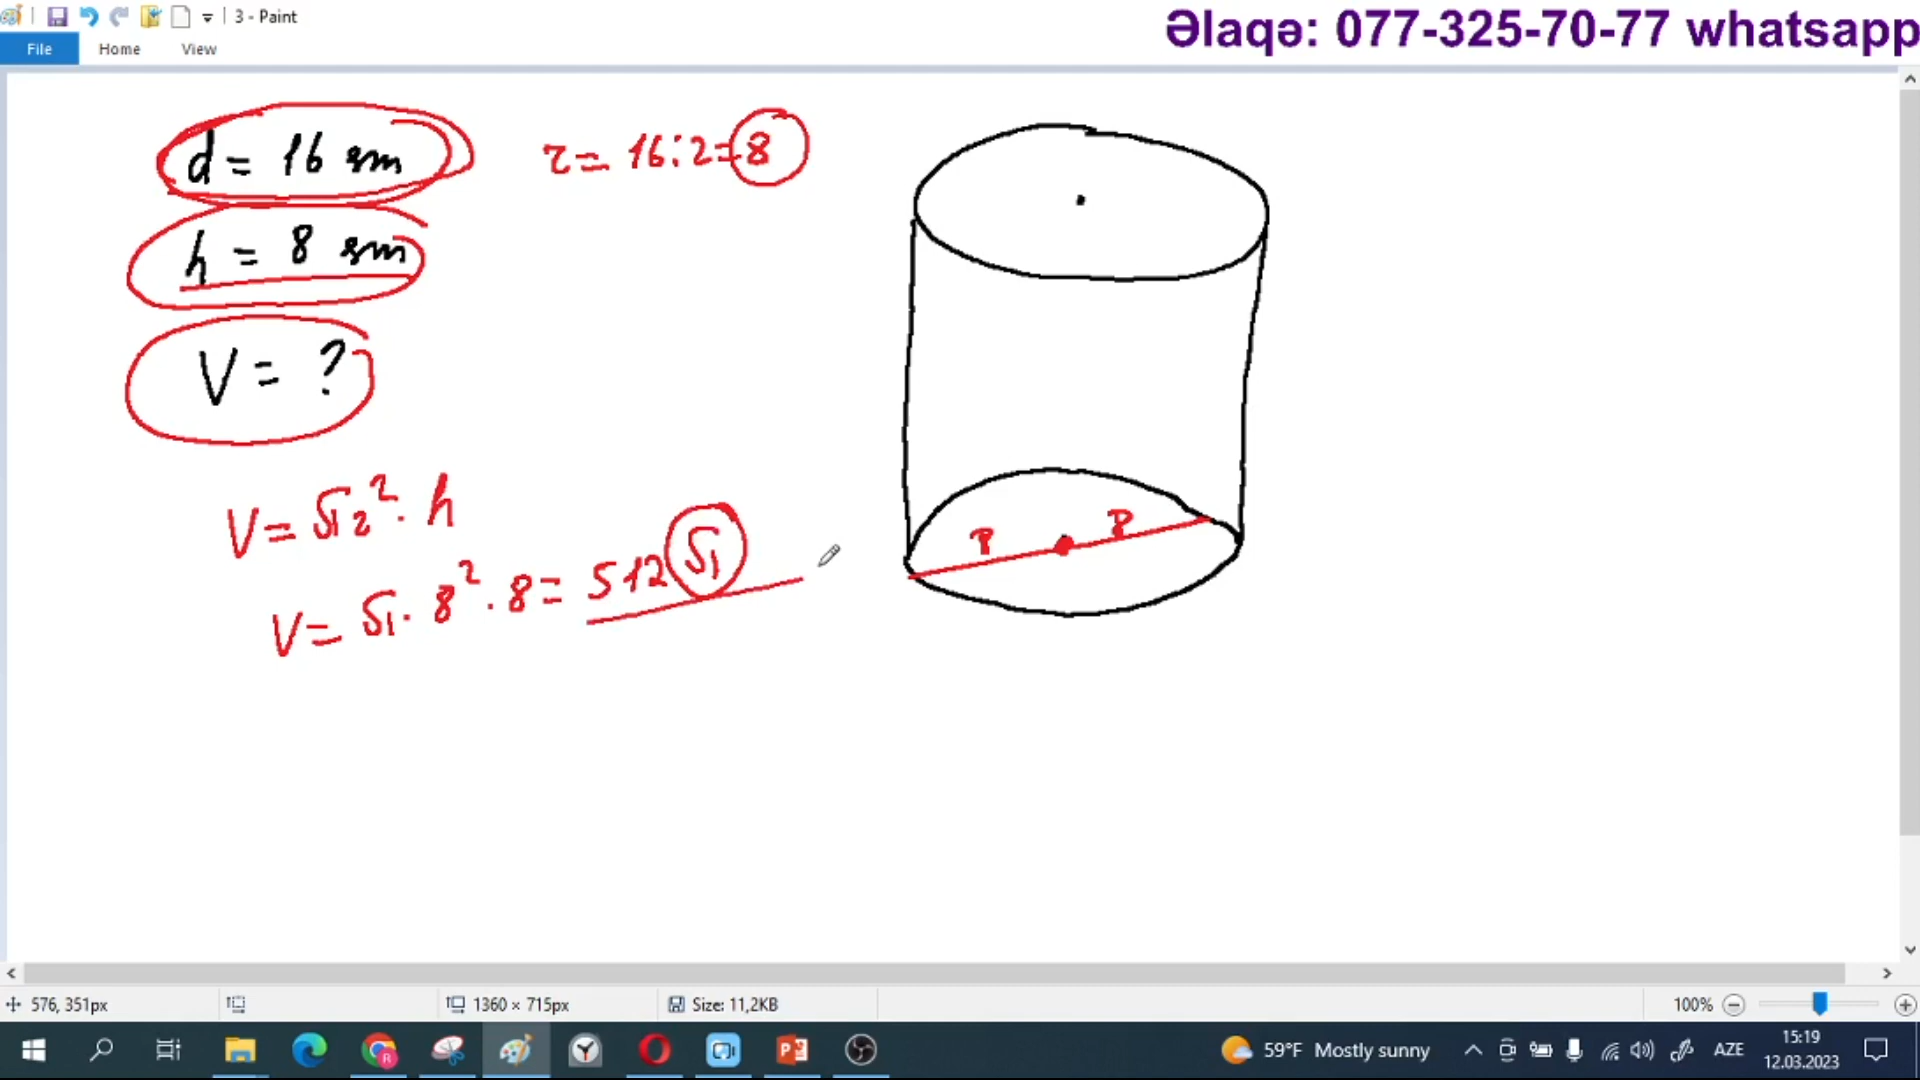 3 - Paint
Əlaqə: 077-325-70-77 whatsapp
File Home View
d = 16 sm
r = 16:2=8
h = 8 sm
V = ?
V = πr². h
V = π. 8². 8 = 512π
8 8
576, 351px
1360 × 715px
Size: 11,2KB
100%
59°F Mostly sunny
AZE
15:19
12.03.2023